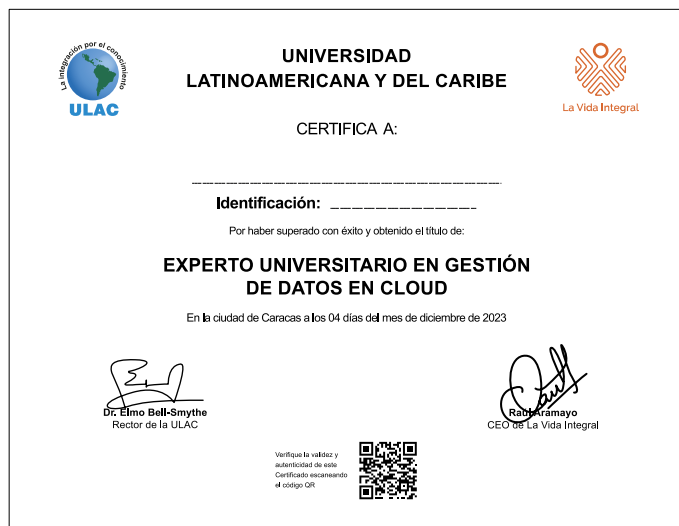 La integración por el conocimiento
ULAC
UNIVERSIDAD
LATINOAMERICANA Y DEL CARIBE
La Vida Integral
CERTIFICA A:
Identificación:
Por haber superado con éxito y obtenido el título de:
EXPERTO UNIVERSITARIO EN GESTIÓN
DE DATOS EN CLOUD
En la ciudad de Caracas a los 04 días del mes de diciembre de 2023
Dr. Elmo Bell-Smythe
Rector de la ULAC
Raúl Aramayo
CEO de La Vida Integral
Verifique la validez y
autenticidad de este
Certificado escaneando
el código QR